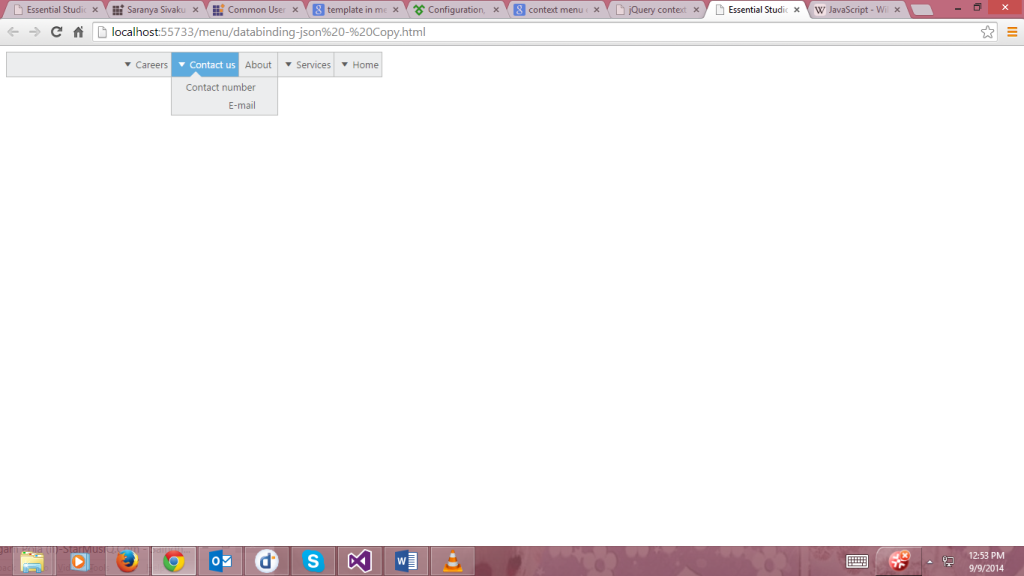 Essential Studi
Saranya Sivaku
Common User
template in me
Configuration,
context menu
jQuery context
Essential Studi
JavaScript - Wi
localhost:55733/menu/databinding-json%20-%20Copy.html
Careers
Contact us
About
Services
Home
Contact number
E-mail
12:53 PM
9/9/2014